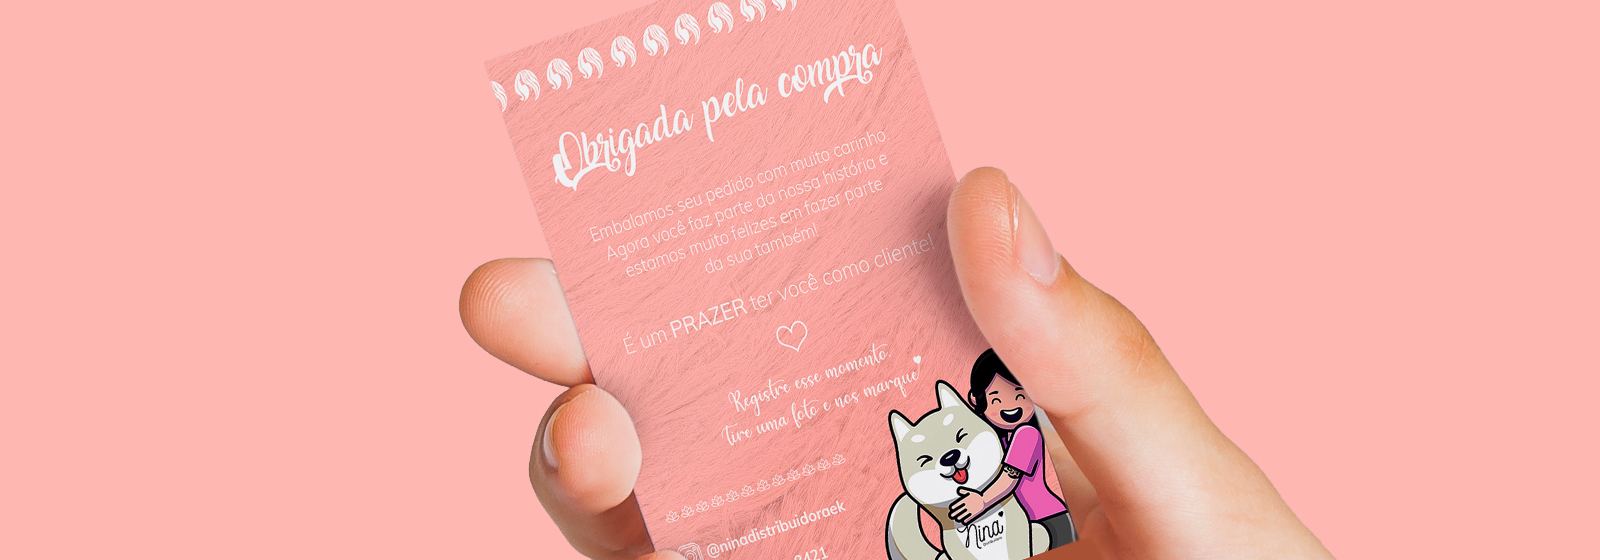 Obrigada pela compra
Embalamos seu pedido com muito carinho.
Agora você faz parte da nossa história e
estamos muito felizes em fazer parte
da sua também!
É um PRAZER ter você como cliente!
Registre esse momento.
Tire uma foto e nos marque
@ninadistribuidoraek
2421
Nina